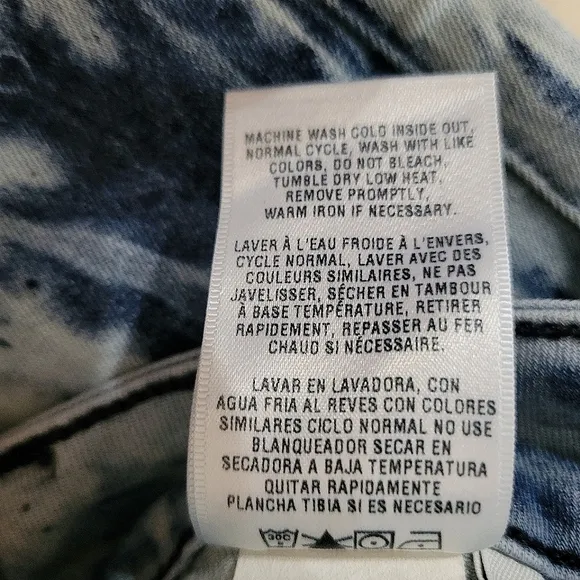 MACHINE WASH COLD INSIDE OUT,
NORMAL CYCLE, WASH WITH LIKE
COLORS, DO NOT BLEACH,
TUMBLE DRY LOW HEAT,
REMOVE PROMPTLY,
WARM IRON IF NECESSARY.
LAVER À L'EAU FROIDE À L'ENVERS,
CYCLE NORMAL, LAVER AVEC DES
COULEURS SIMILAIRES, NE PAS
JAVELISSER, SÉCHER EN TAMBOUR
À BASE TEMPÉRATURE, RETIRER
RAPIDEMENT, REPASSER AU FER
CHAUD SI NÉCESSAIRE.
LAVAR EN LAVADORA, CON
AGUA FRIA AL REVES CON COLORES
SIMILARES CICLO NORMAL NO USE
BLANQUEADOR SECAR EN
SECADORA A BAJA TEMPERATURA
QUITAR RAPIDAMENTE
PLANCHA TIBIA SI ES NECESARIO
30C